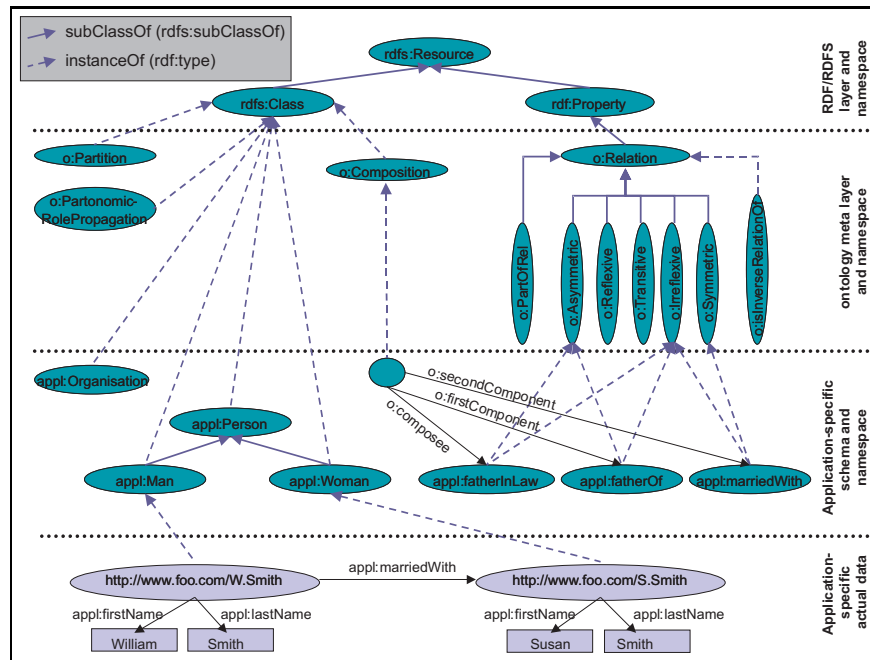 subClassOf (rdfs:subClassOf)
instanceOf (rdf:type)
rdfs:Resource
rdfs:Class
rdf:Property
RDF/RDFS
layer and
namespace
o:Partition
o:Composition
o:Relation
o:Partonomic-
RolePropagation
o:PartOfRel
o:Asymmetric
o:Reflexive
o:Transitive
o:Irreflexive
o:Symmetric
o:isInverseRelationOf
ontology meta layer
and namespace
appl:Organisation
o:secondComponent
o:firstComponent
o:composee
appl:Person
appl:Man
appl:Woman
appl:fatherInLaw
appl:fatherOf
appl:marriedWith
Application-specific
schema and
namespace
http://www.foo.com/W.Smith
appl:marriedWith
http://www.foo.com/S.Smith
appl:firstName
appl:lastName
appl:firstName
appl:lastName
William
Smith
Susan
Smith
Application-
specific
actual data